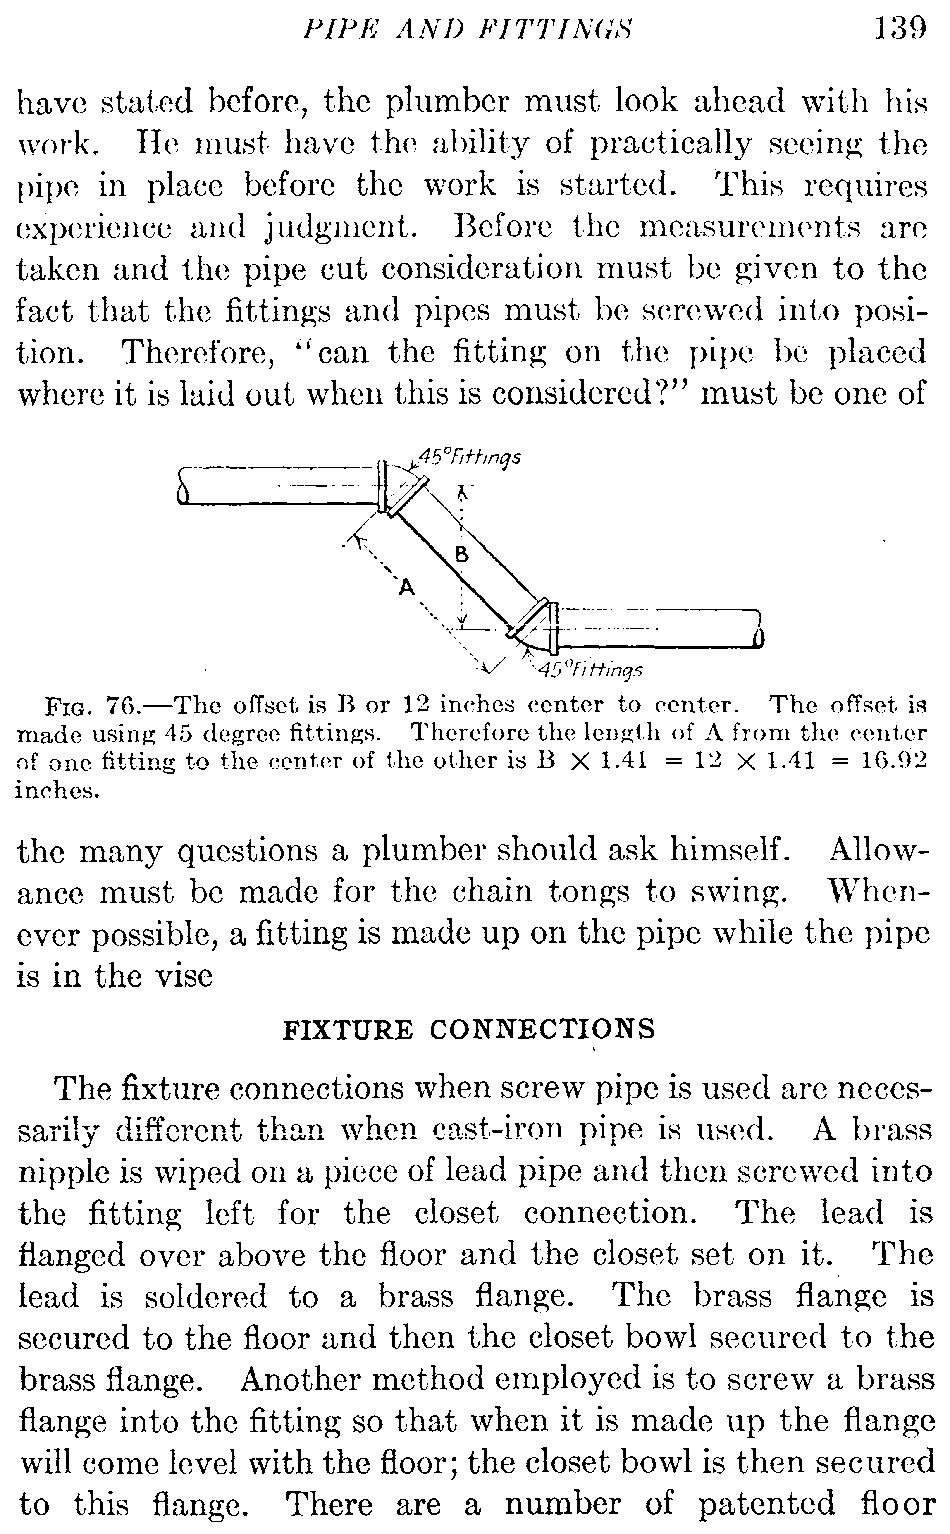 PIPE AND FITTINGS 139
have stated before, the plumber must look ahead with his
work. He must have the ability of practically seeing the
pipe in place before the work is started. This requires
experience and judgment. Before the measurements are
taken and the pipe cut consideration must be given to the
fact that the fittings and pipes must be screwed into posi-
tion. Therefore, "can the fitting on the pipe be placed
where it is laid out when this is considered?" must be one of
45° Fittings
B
A
45° fittings
FIG. 76.—The offset is B or 12 inches center to center. The offset is
made using 45 degree fittings. Therefore the length of A from the center
of one fitting to the center of the other is B × 1.41 = 12 × 1.41 = 16.92
inches.
the many questions a plumber should ask himself. Allow-
ance must be made for the chain tongs to swing. When-
ever possible, a fitting is made up on the pipe while the pipe
is in the vise
FIXTURE CONNECTIONS
The fixture connections when screw pipe is used are neces-
sarily different than when cast-iron pipe is used. A brass
nipple is wiped on a piece of lead pipe and then screwed into
the fitting left for the closet connection. The lead is
flanged over above the floor and the closet set on it. The
lead is soldered to a brass flange. The brass flange is
secured to the floor and then the closet bowl secured to the
brass flange. Another method employed is to screw a brass
flange into the fitting so that when it is made up the flange
will come level with the floor; the closet bowl is then secured
to this flange. There are a number of patented floor